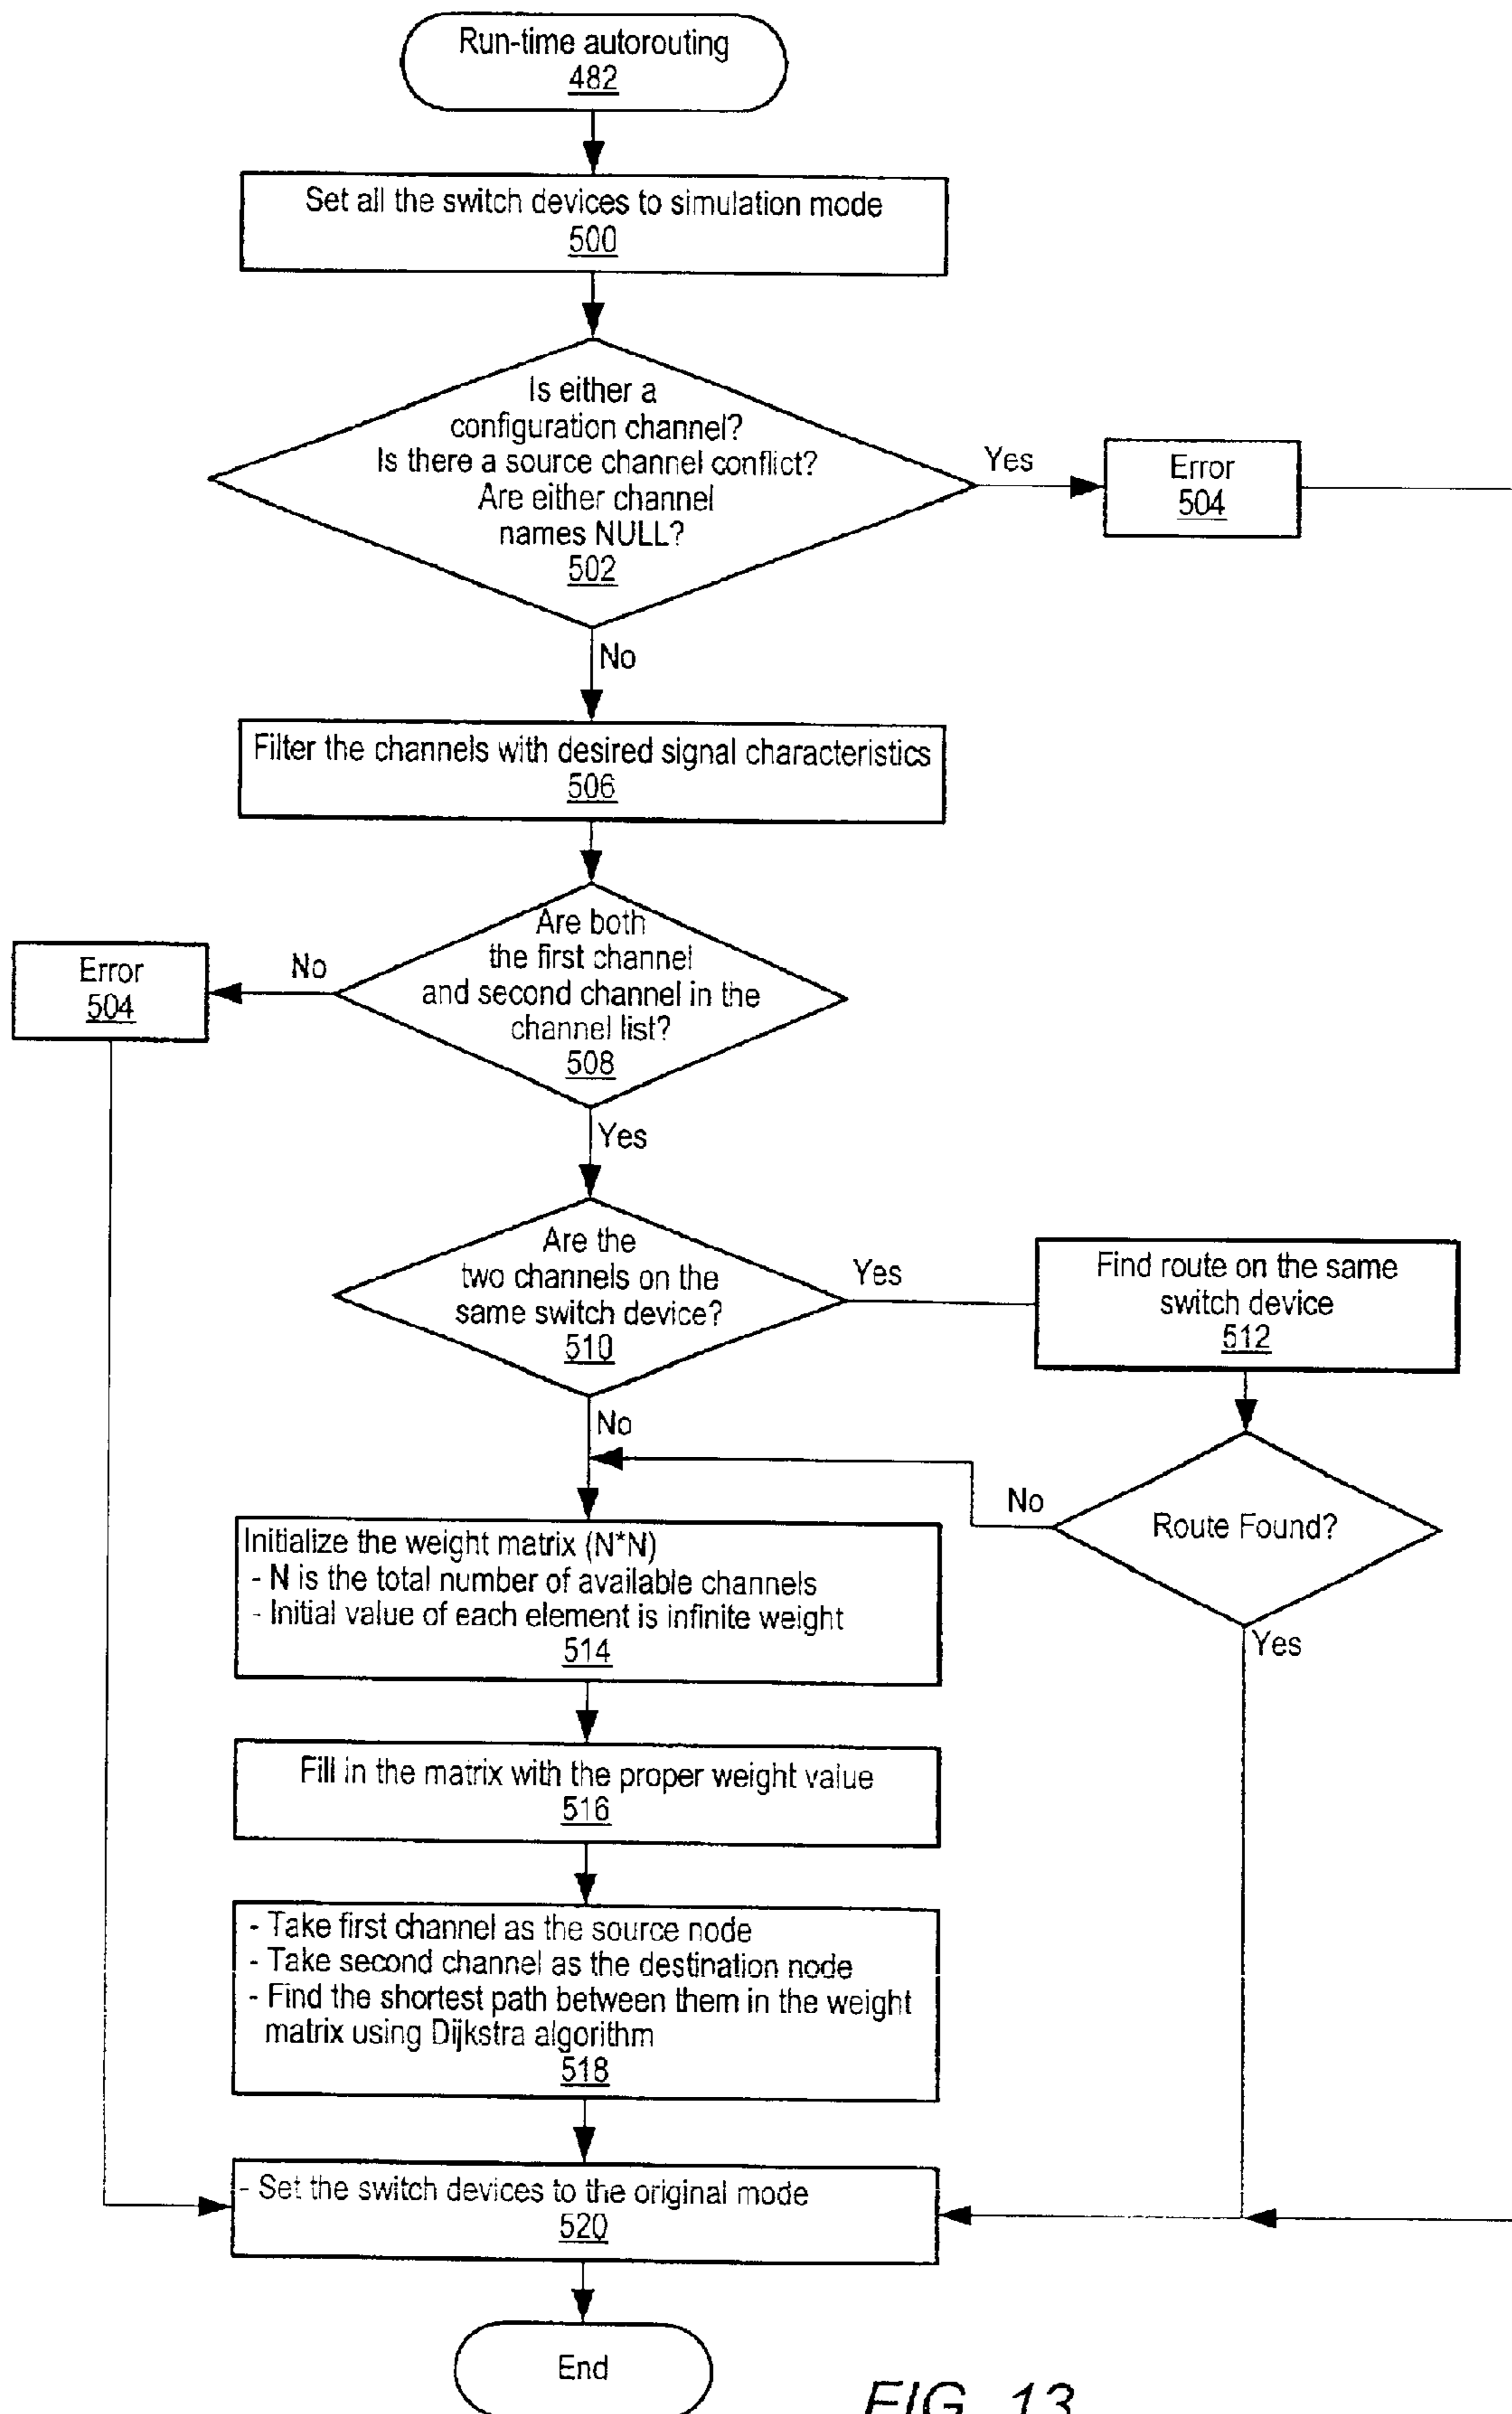 Run-time autorouting
482
Set all the switch devices to simulation mode
500
Is either a
configuration channel?
Is there a source channel conflict?
Are either channel
names NULL?
502
Yes
Error
504
No
Filter the channels with desired signal characteristics
506
Are both
the first channel
and second channel in the
channel list?
508
No
Error
504
Yes
Are the
two channels on the
same switch device?
510
Yes
Find route on the same
switch device
512
No
Route Found?
No
Yes
Initialize the weight matrix (N*N)
- N is the total number of available channels
- Initial value of each element is infinite weight
514
Fill in the matrix with the proper weight value
516
- Take first channel as the source node
- Take second channel as the destination node
- Find the shortest path between them in the weight
matrix using Dijkstra algorithm
518
- Set the switch devices to the original mode
520
End
FIG. 13